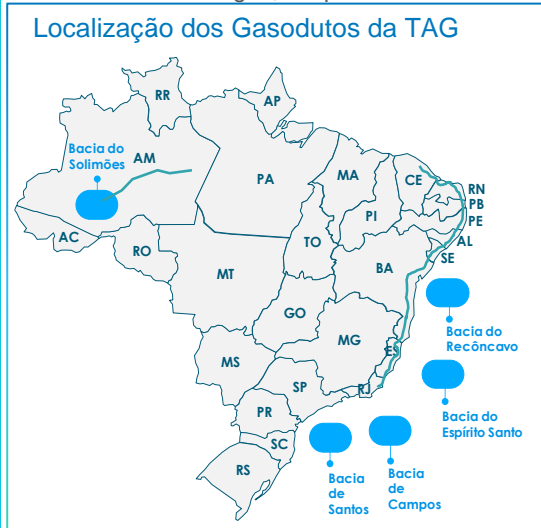 Localização dos Gasodutos da TAG
RR
AP
Bacia do
Solimões
AM
PA
MA
CE
RN
PB
PE
AL
SE
PI
AC
RO
TO
BA
MT
GO
MG
ES
MS
SP
RJ
PR
SC
RS
Bacia do
Recôncavo
Bacia do
Espírito Santo
Bacia
de
Santos
Bacia
de
Campos